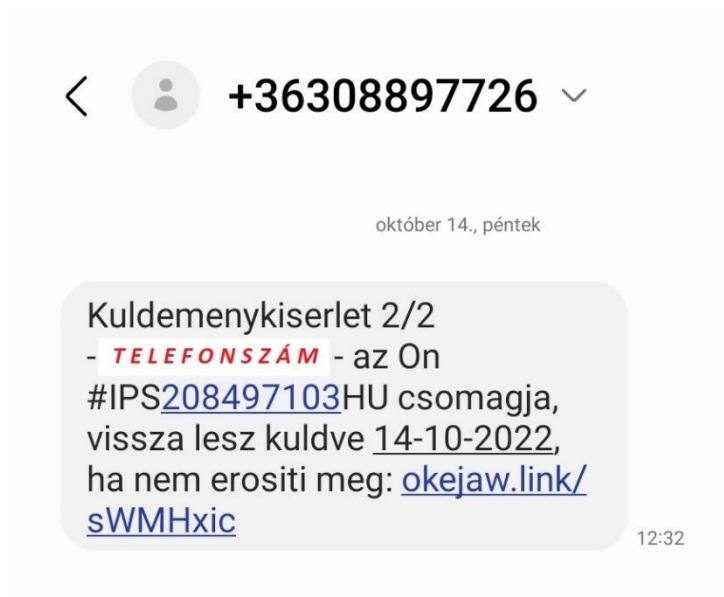 +36308897726
október 14., péntek
Kuldemenykiserlet 2/2
- TELEFONSZÁM - az On
#IPS208497103HU csomagja,
vissza lesz kuldve 14-10-2022,
ha nem erositi meg: okejaw.link/
sWMHxic
12:32